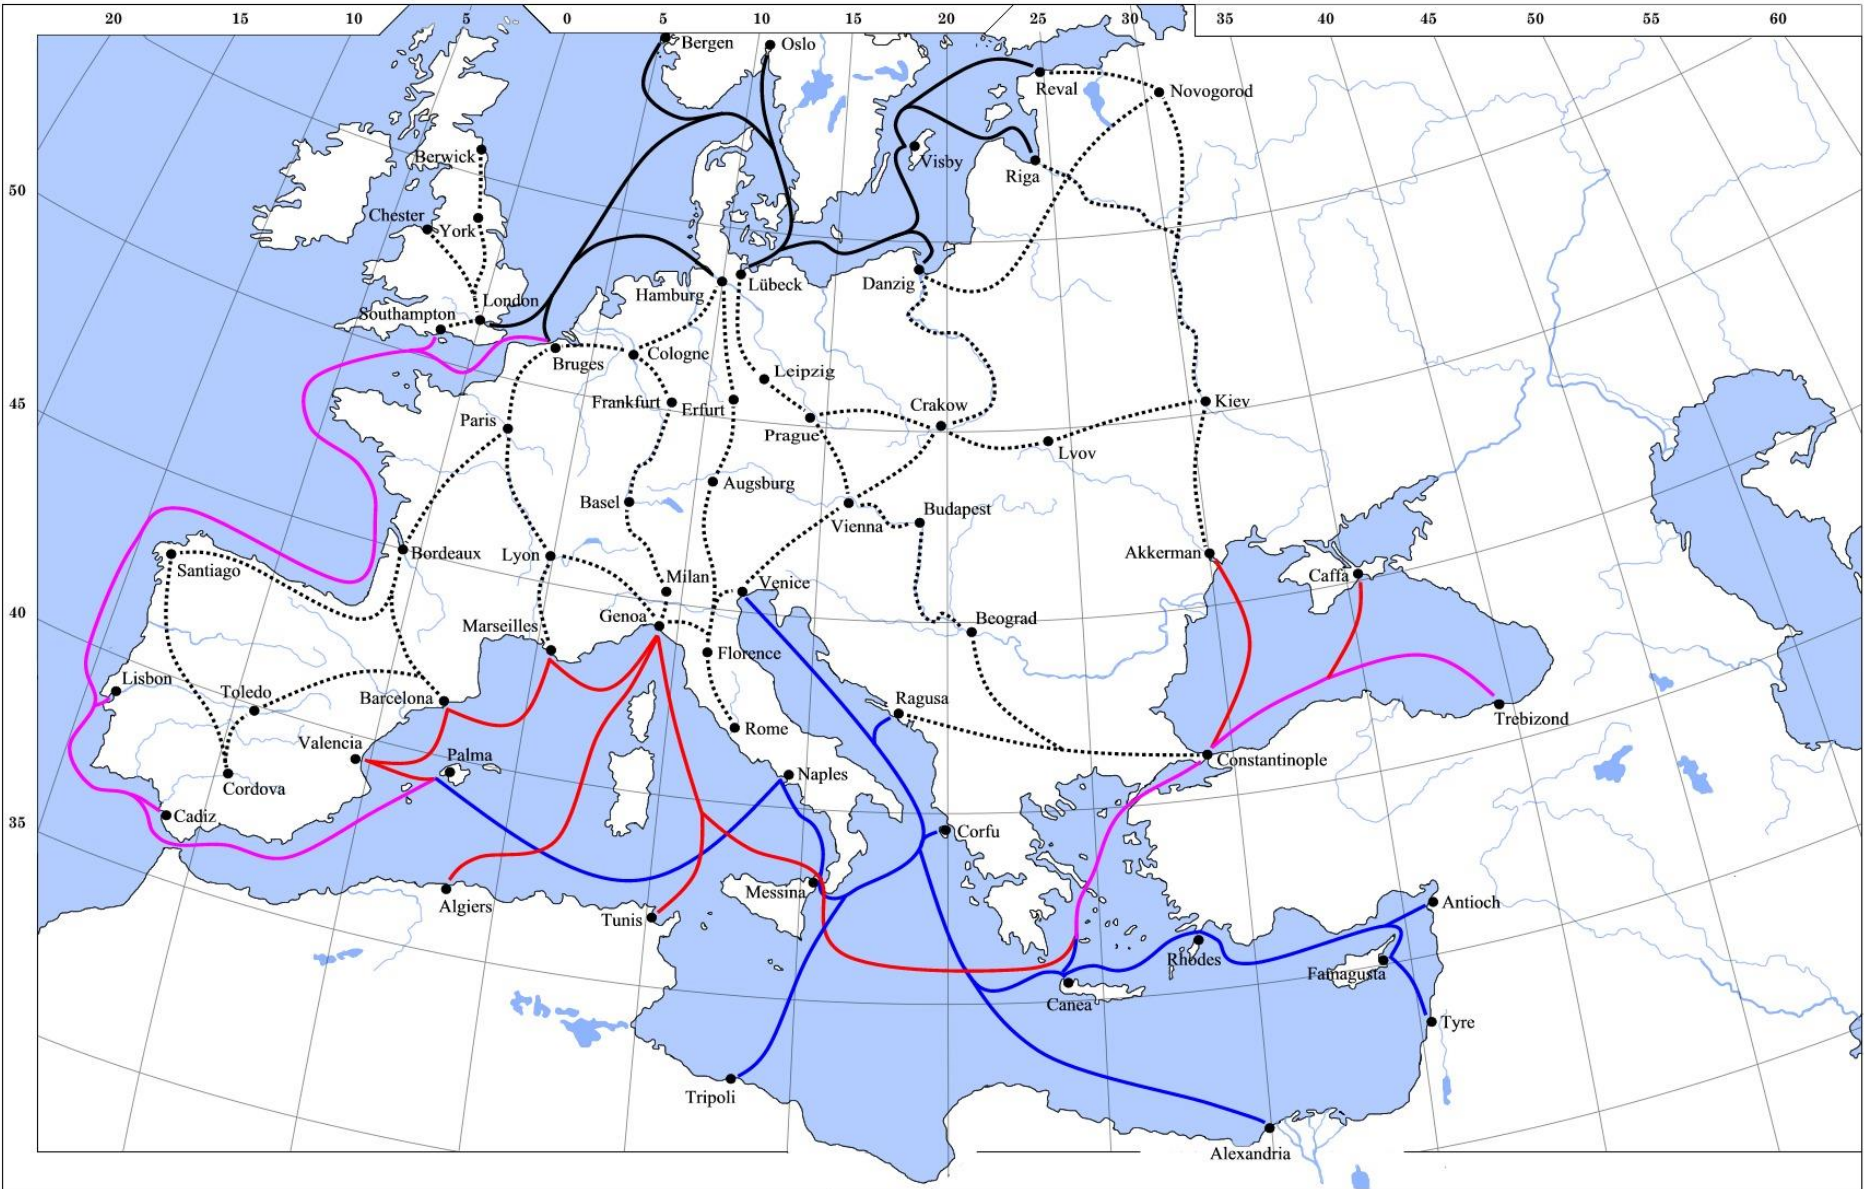 20 15 10 5 0 5 10 15 20 25 30 35 40 45 50 55 60
Bergen
Oslo
Reval
Novogorod
Berwick
Visby
Riga
50
Chester
York
London
Southampton
Hamburg
Lübeck
Danzig
Bruges
Cologne
Leipzig
Frankfurt
Erfurt
Crakow
Kiev
45
Paris
Prague
Lvov
Augsburg
Basel
Vienna
Budapest
Bordeaux
Lyon
Akkerman
Santiago
Milan
Venice
Caffa
40
Marseilles
Genoa
Beograd
Florence
Lisbon
Toledo
Barcelona
Ragusa
Trebizond
Rome
Valencia
Palma
Constantinople
Cordova
Naples
35
Cadiz
Corfu
Messina
Algiers
Tunis
Antioch
Rhodes
Famagusta
Canea
Tyre
Tripoli
Alexandria